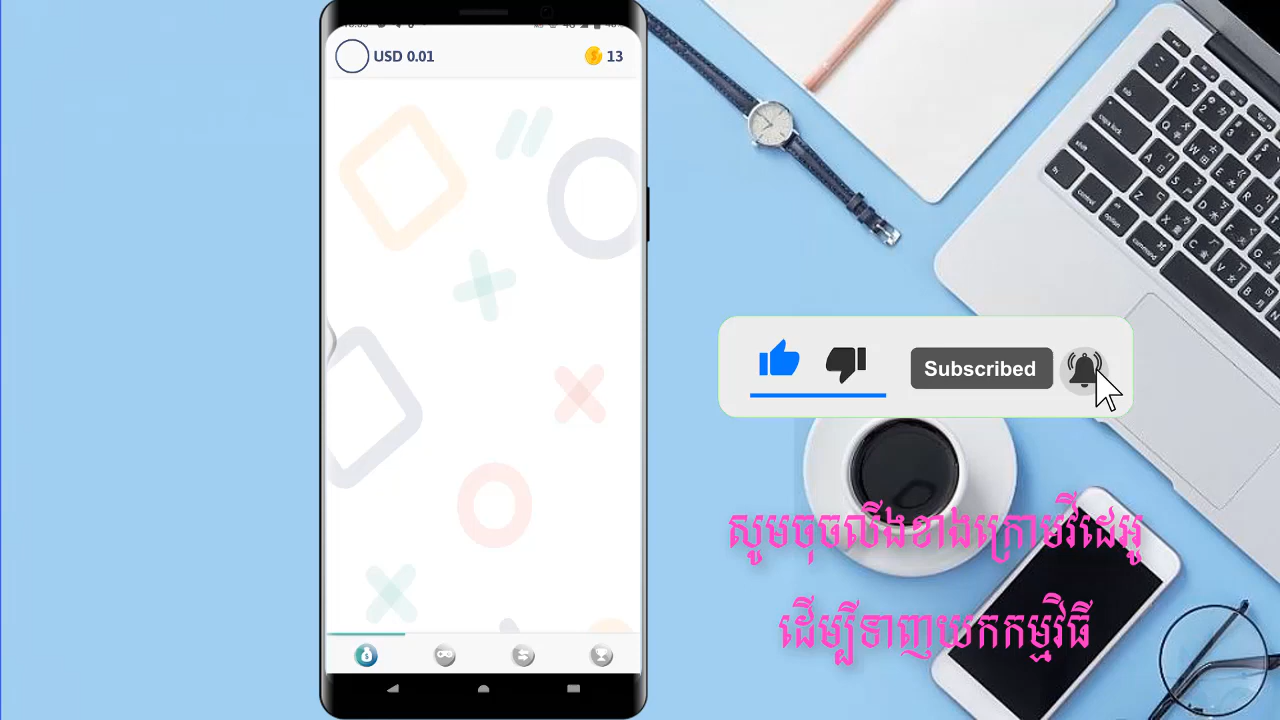 USD 0.01
13
Subscribed
សូមចុចលីងខាងក្រោមវីដេអូ
ដើម្បីទាញយកកម្មវិធី